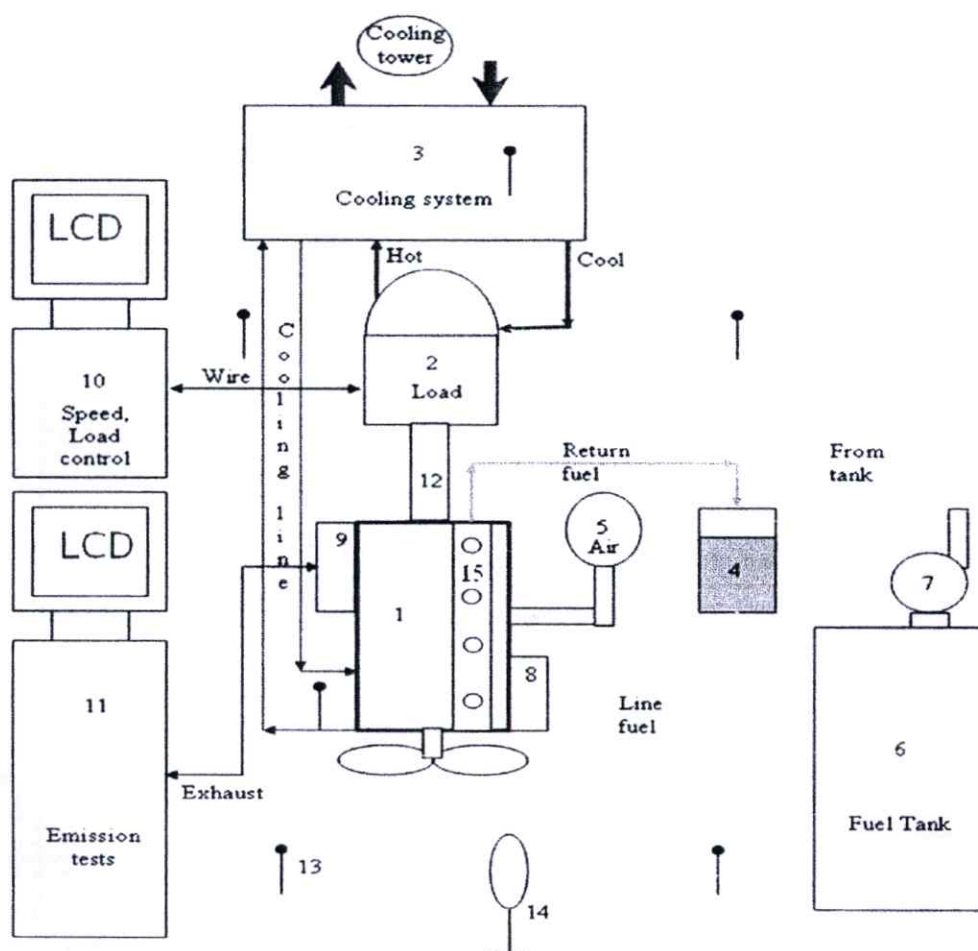 Cooling
tower
3
Cooling system
LCD
Hot
Cool
Cooling line
2
Load
10
Speed,
Load
control
Wire
Return
fuel
From
tank
12
LCD
9
15
5
Air
4
7
1
8
11
Line
fuel
6
Exhaust
Emission
tests
Fuel Tank
13
14